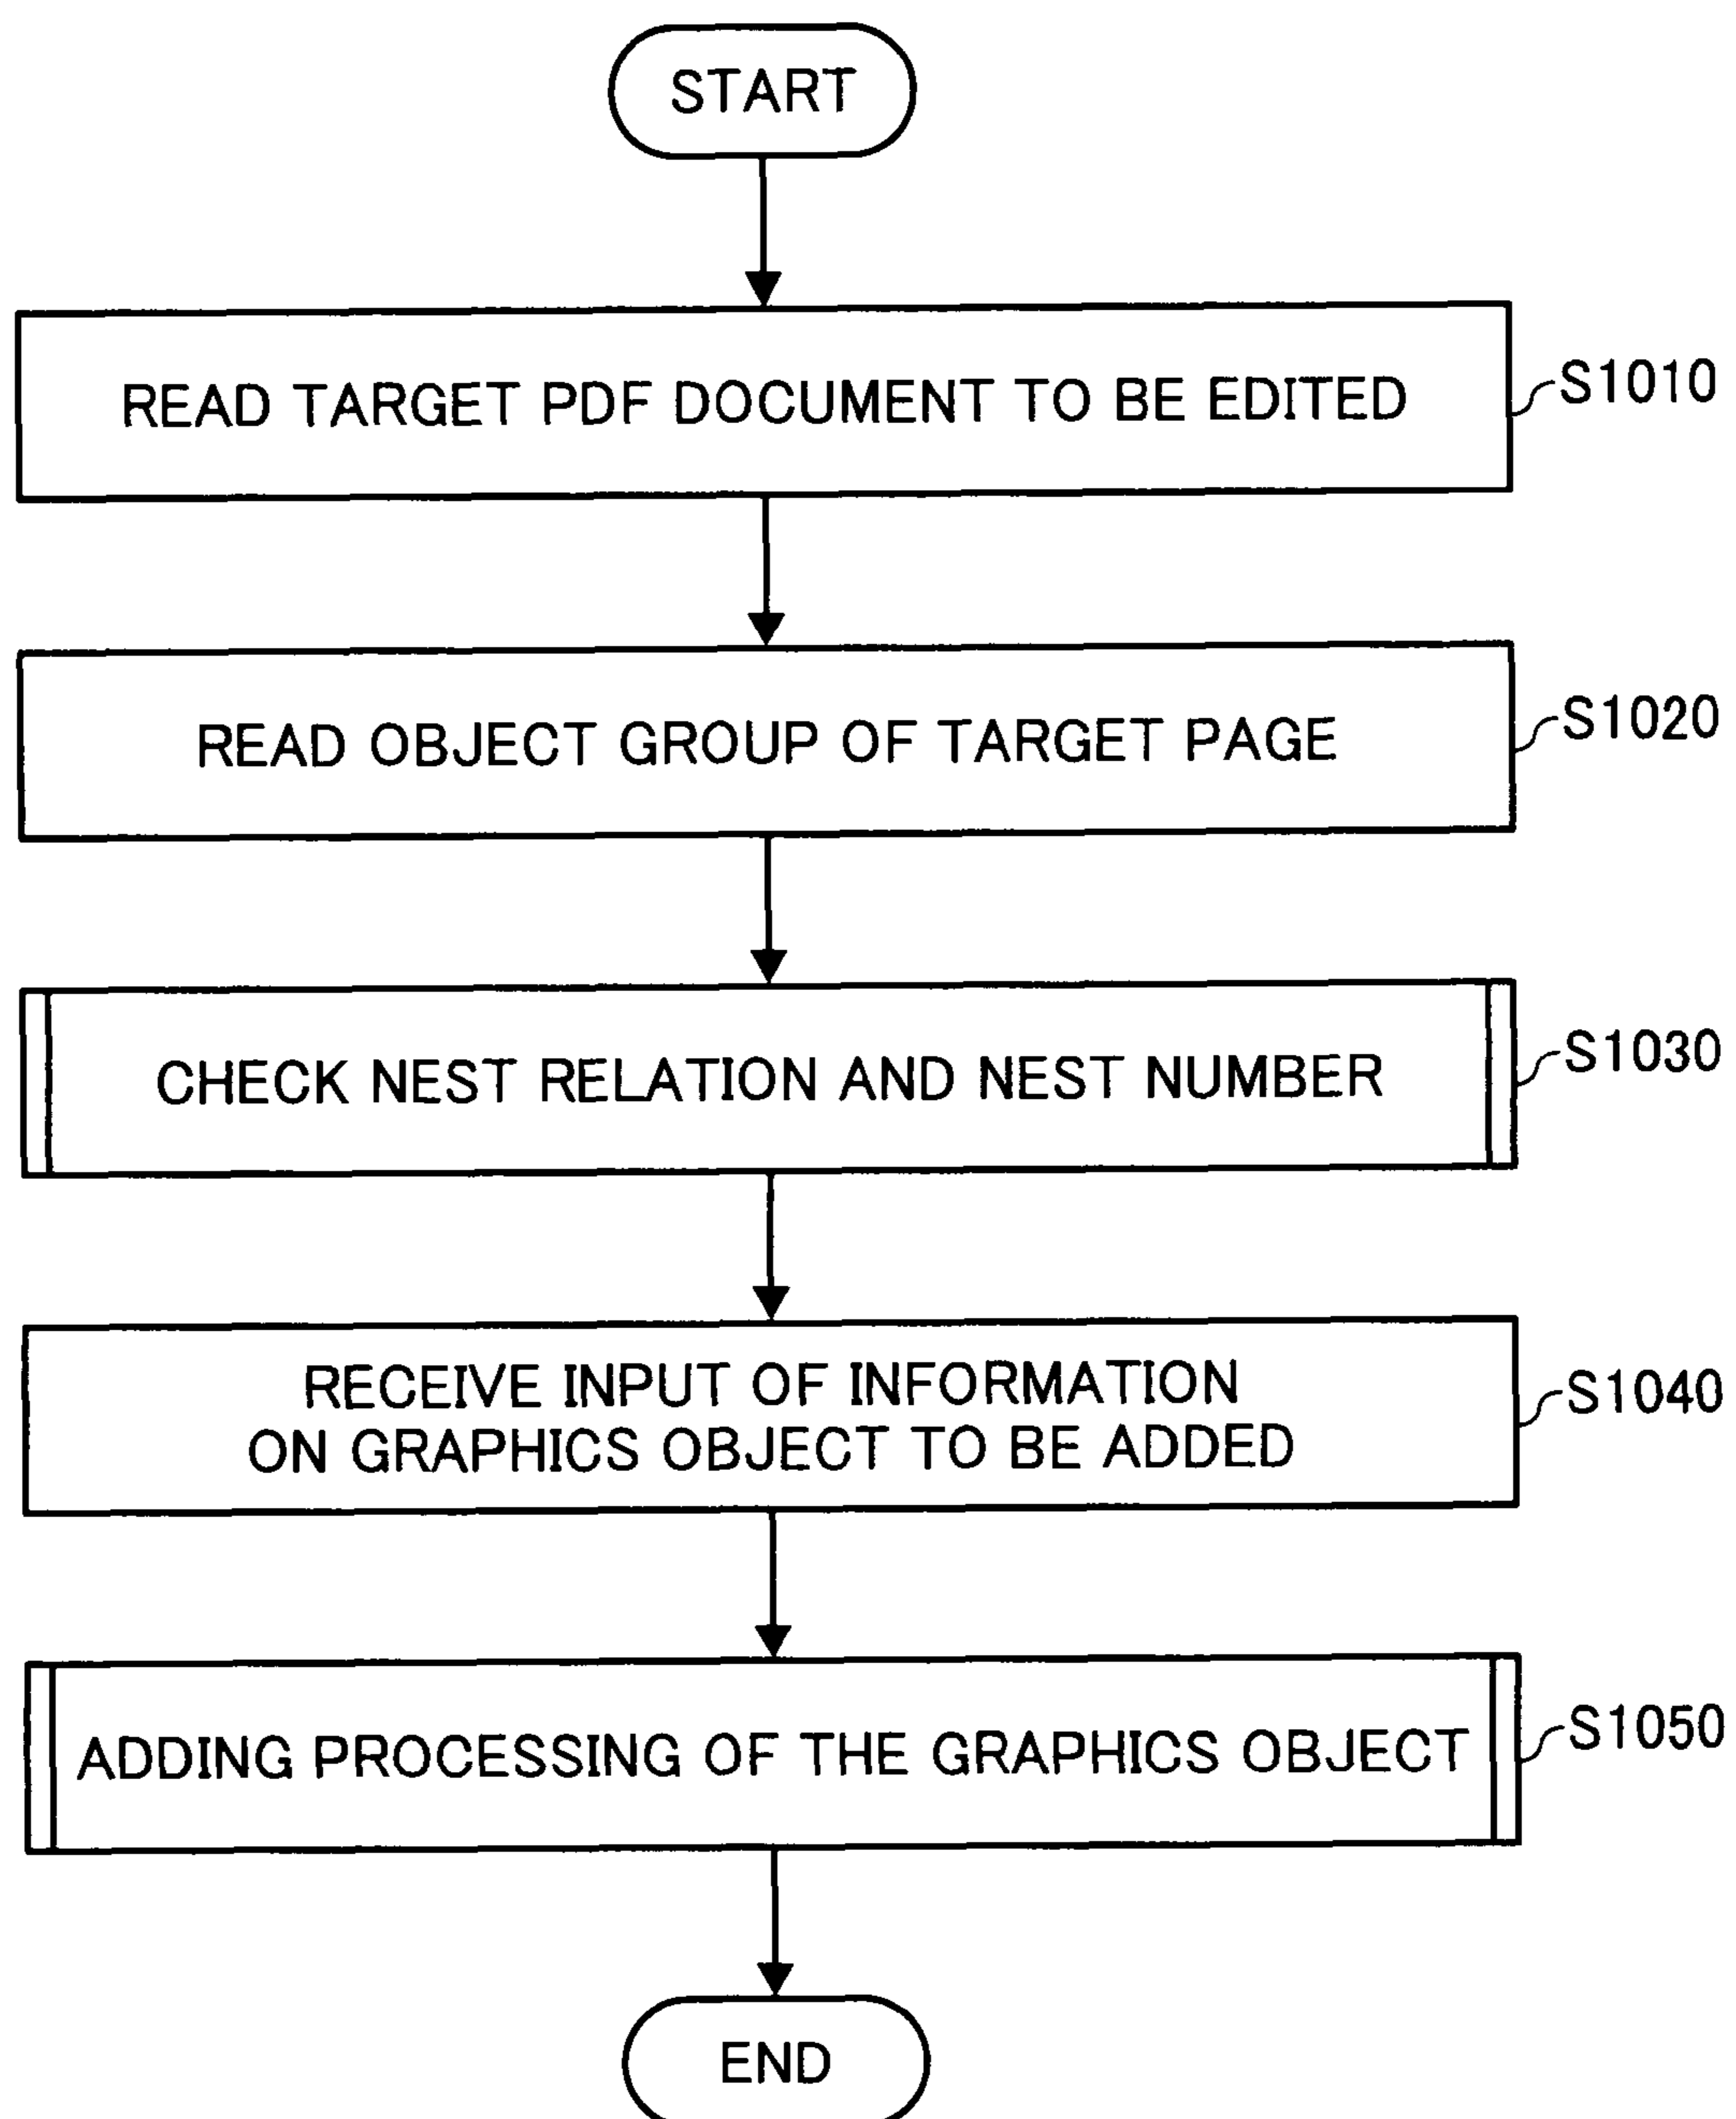 START
READ TARGET PDF DOCUMENT TO BE EDITED
S1010
READ OBJECT GROUP OF TARGET PAGE
S1020
CHECK NEST RELATION AND NEST NUMBER
S1030
RECEIVE INPUT OF INFORMATION
ON GRAPHICS OBJECT TO BE ADDED
S1040
ADDING PROCESSING OF THE GRAPHICS OBJECT
S1050
END